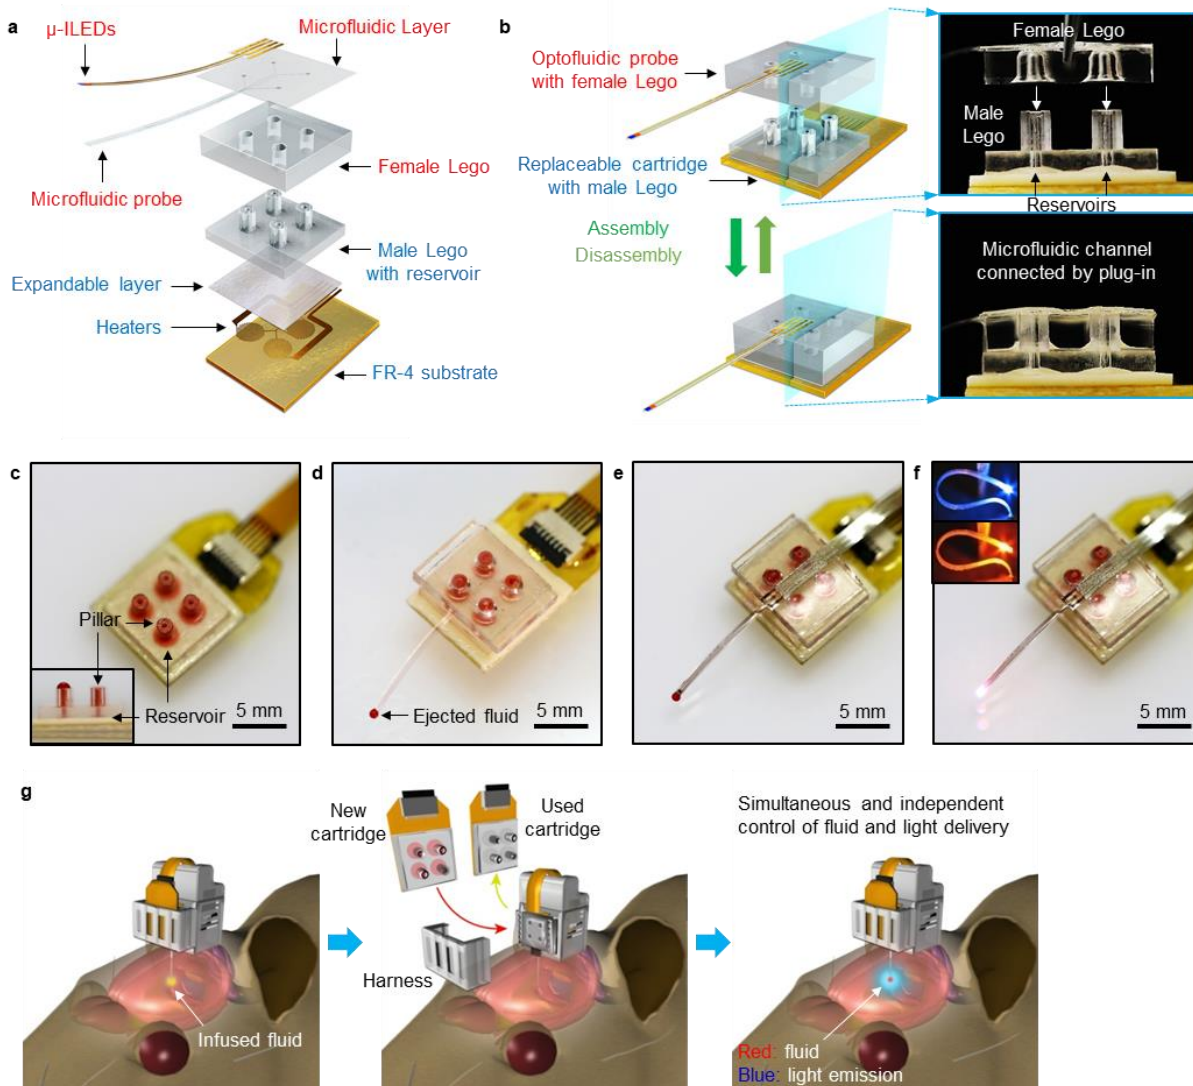 a
μ-ILEDs
Microfluidic Layer
Microfluidic probe
Female Lego
Male Lego
with reservoir
Expandable layer
Heaters
FR-4 substrate
b
Optofluidic probe
with female Lego
Replaceable cartridge
with male Lego
Assembly
Disassembly
Female Lego
Male
Lego
Reservoirs
Microfluidic channel
connected by plug-in
c
Pillar
Reservoir
5 mm
d
Ejected fluid
5 mm
e
5 mm
f
5 mm
g
Infused fluid
New
cartridge
Used
cartridge
Harness
Simultaneous and independent
control of fluid and light delivery
Red: fluid
Blue: light emission